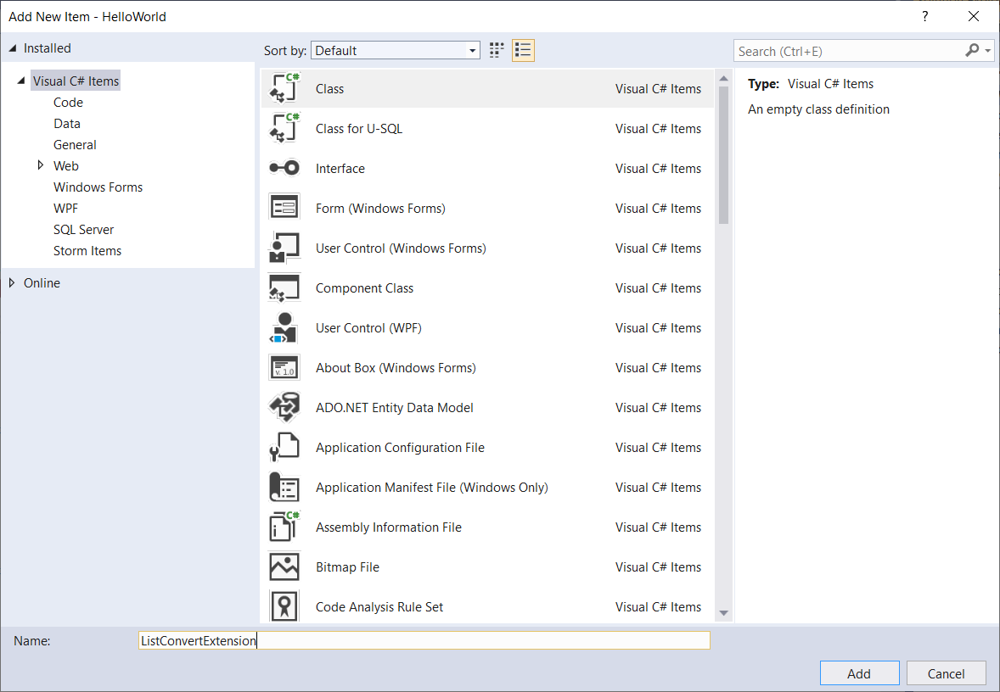 Add New Item - HelloWorld
?
Installed
Visual C# Items
Code
Data
General
Web
Windows Forms
WPF
SQL Server
Storm Items
Online
Sort by: Default
C# Class Visual C# Items
C# Class for U-SQL Visual C# Items
Interface Visual C# Items
Form (Windows Forms) Visual C# Items
User Control (Windows Forms) Visual C# Items
Component Class Visual C# Items
User Control (WPF) Visual C# Items
v. 1.0 About Box (Windows Forms) Visual C# Items
ADO.NET Entity Data Model Visual C# Items
Application Configuration File Visual C# Items
Application Manifest File (Windows Only) Visual C# Items
C# Assembly Information File Visual C# Items
Bitmap File Visual C# Items
Code Analysis Rule Set Visual C# Items
Search (Ctrl+E)
Type: Visual C# Items
An empty class definition
Name: ListConvertExtension
Add Cancel